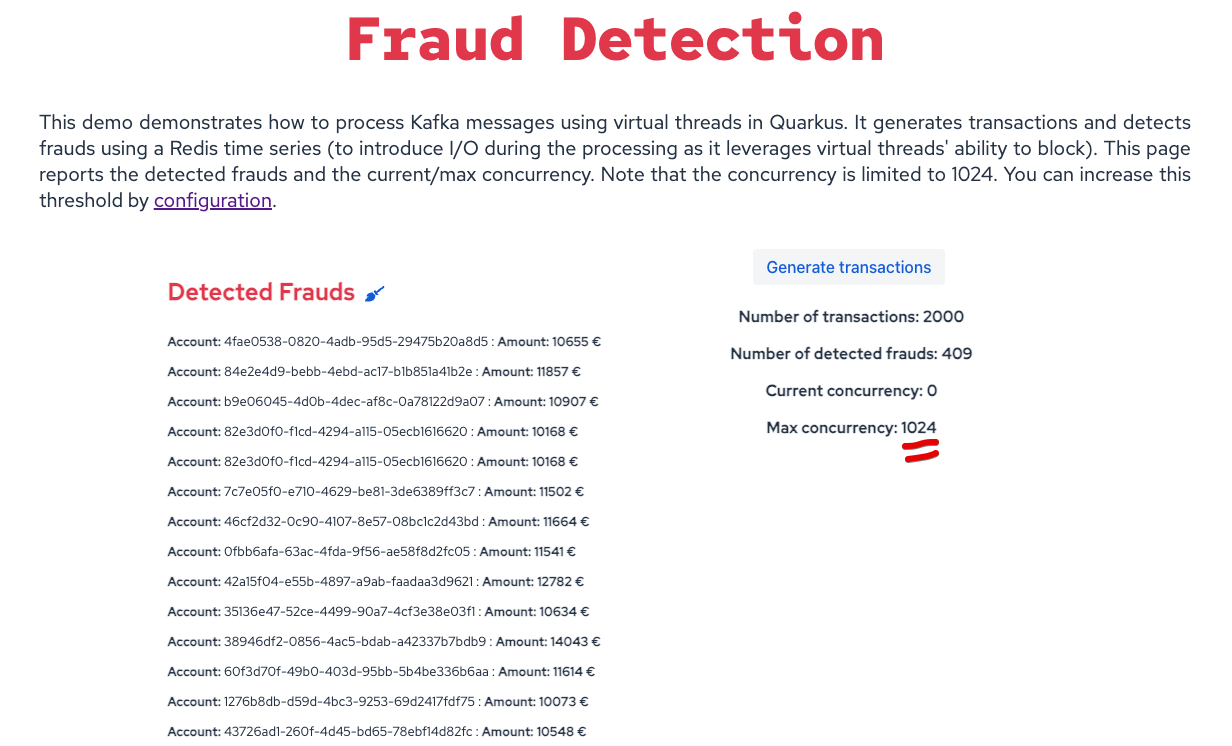 Fraud Detection
This demo demonstrates how to process Kafka messages using virtual threads in Quarkus. It generates transactions and detects
frauds using a Redis time series (to introduce I/O during the processing as it leverages virtual threads' ability to block). This page
reports the detected frauds and the current/max concurrency. Note that the concurrency is limited to 1024. You can increase this
threshold by configuration.
Detected Frauds
Account: 4fae0538-0820-4adb-95d5-29475b20a8d5 : Amount: 10655 €
Account: 84e2e4d9-bebb-4ebd-ac17-b1b851a41b2e : Amount: 11857 €
Account: b9e06045-4d0b-4dec-af8c-0a78122d9a07 : Amount: 10907 €
Account: 82e3d0f0-f1cd-4294-a115-05ecb1616620 : Amount: 10168 €
Account: 82e3d0f0-f1cd-4294-a115-05ecb1616620 : Amount: 10168 €
Account: 7c7e05f0-e710-4629-be81-3de6389ff3c7 : Amount: 11502 €
Account: 46cf2d32-0c90-4107-8e57-08bc1c2d43bd : Amount: 11664 €
Account: 0fbb6afa-63ac-4fda-9f56-ae58f8d2fc05 : Amount: 11541 €
Account: 42a15f04-e55b-4897-a9ab-faadaa3d9621 : Amount: 12782 €
Account: 35136e47-52ce-4499-90a7-4cf3e38e03f1 : Amount: 10634 €
Account: 38946df2-0856-4ac5-bdab-a42337b7bdb9 : Amount: 14043 €
Account: 60f3d70f-49b0-403d-95bb-5b4be336b6aa : Amount: 11614 €
Account: 1276b8db-d59d-4bc3-9253-69d2417fdf75 : Amount: 10073 €
Account: 43726ad1-260f-4d45-bd65-78ebf14d82fc : Amount: 10548 €
Generate transactions
Number of transactions: 2000
Number of detected frauds: 409
Current concurrency: 0
Max concurrency: 1024